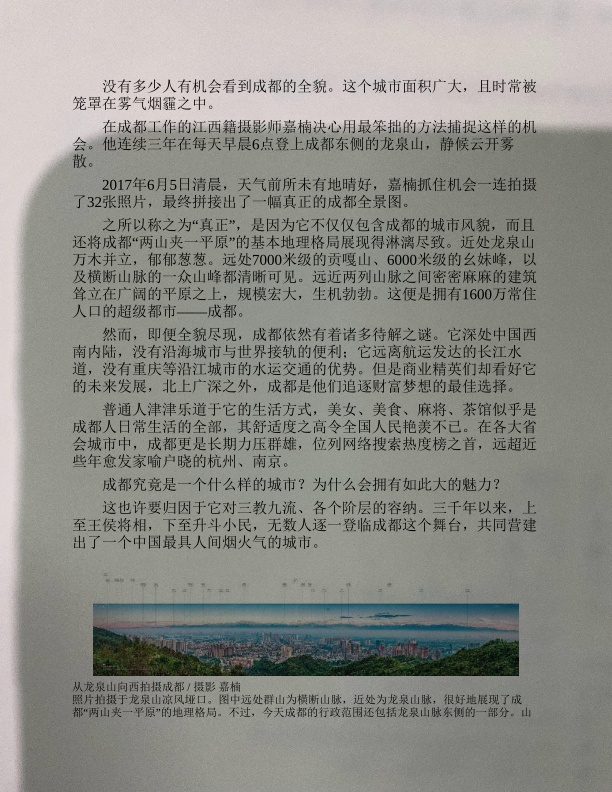 没有多少人有机会看到成都的全貌。这个城市面积广大，且时常被
笼罩在雾气烟霾之中。
在成都工作的江西籍摄影师嘉楠决心用最笨拙的方法捕捉这样的机
会。他连续三年在每天早晨6点登上成都东侧的龙泉山，静候云开雾
散。
2017年6月5日清晨，天气前所未有地晴好，嘉楠抓住机会一连拍摄
了32张照片，最终拼接出了一幅真正的成都全景图。
之所以称之为“真正”，是因为它不仅仅包含成都的城市风貌，而且
还将成都“两山夹一平原”的基本地理格局展现得淋漓尽致。近处龙泉山
万木并立，郁郁葱葱。远处7000米级的贡嘎山、6000米级的幺妹峰，以
及横断山脉的一众山峰都清晰可见。远近两列山脉之间密密麻麻的建筑
耸立在广阔的平原之上，规模宏大，生机勃勃。这便是拥有1600万常住
人口的超级都市——成都。
然而，即便全貌尽现，成都依然有着诸多待解之谜。它深处中国西
南内陆，没有沿海城市与世界接轨的便利；它远离航运发达的长江水
道，没有重庆等沿江城市的水运交通的优势。但是商业精英们却看好它
的未来发展，北上广深之外，成都是他们追逐财富梦想的最佳选择。
普通人津津乐道于它的生活方式，美女、美食、麻将、茶馆似乎是
成都人日常生活的全部，其舒适度之高令全国人民艳羡不已。在各大省
会城市中，成都更是长期力压群雄，位列网络搜索热度榜之首，远超近
些年愈发家喻户晓的杭州、南京。
成都究竟是一个什么样的城市？为什么会拥有如此大的魅力？
这也许要归因于它对三教九流、各个阶层的容纳。三千年以来，上
至王侯将相，下至升斗小民，无数人逐一登临成都这个舞台，共同营建
出了一个中国最具人间烟火气的城市。
从龙泉山向西拍摄成都 / 摄影 嘉楠
照片拍摄于龙泉山凉风垭口。图中远处群山为横断山脉，近处为龙泉山脉，很好地展现了成
都“两山夹一平原”的地理格局。不过，今天成都的行政范围还包括龙泉山脉东侧的一部分。山